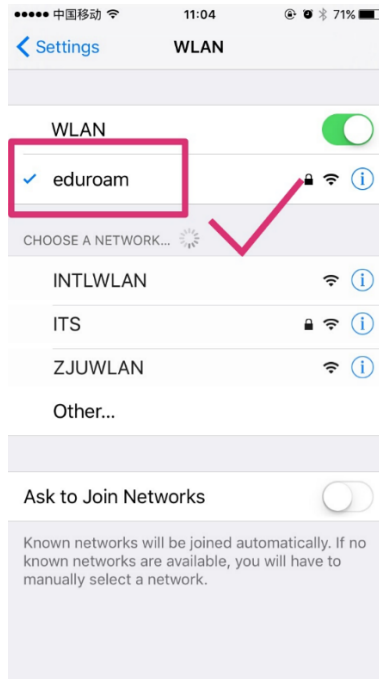 中国移动 11:04 71%
Settings WLAN
WLAN
eduroam
CHOOSE A NETWORK...
INTLWLAN
ITS
ZJUWLAN
Other...
Ask to Join Networks
Known networks will be joined automatically. If no
known networks are available, you will have to
manually select a network.